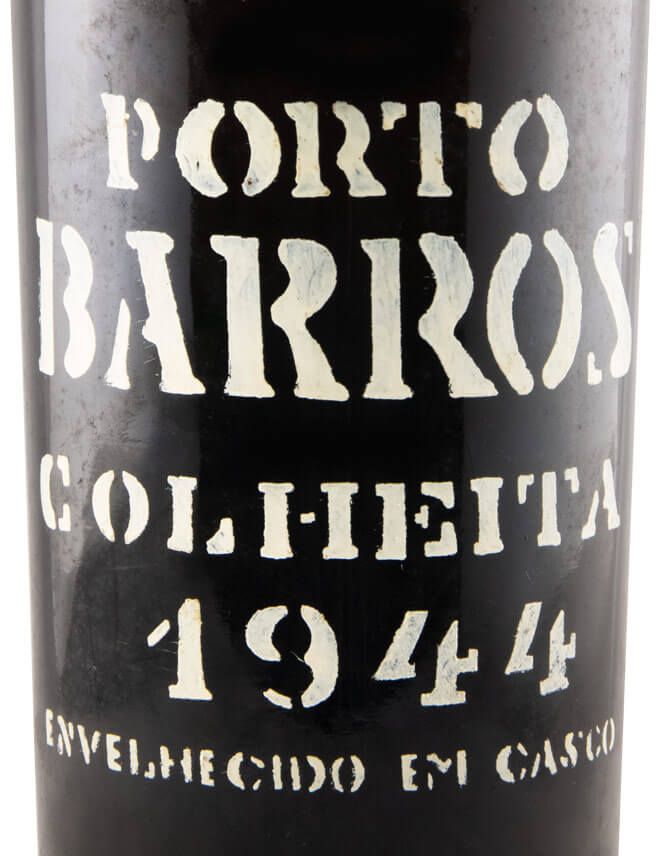 PORTO
BARROS
COLHEITA
1944
ENVELHECIDO EM CASCO